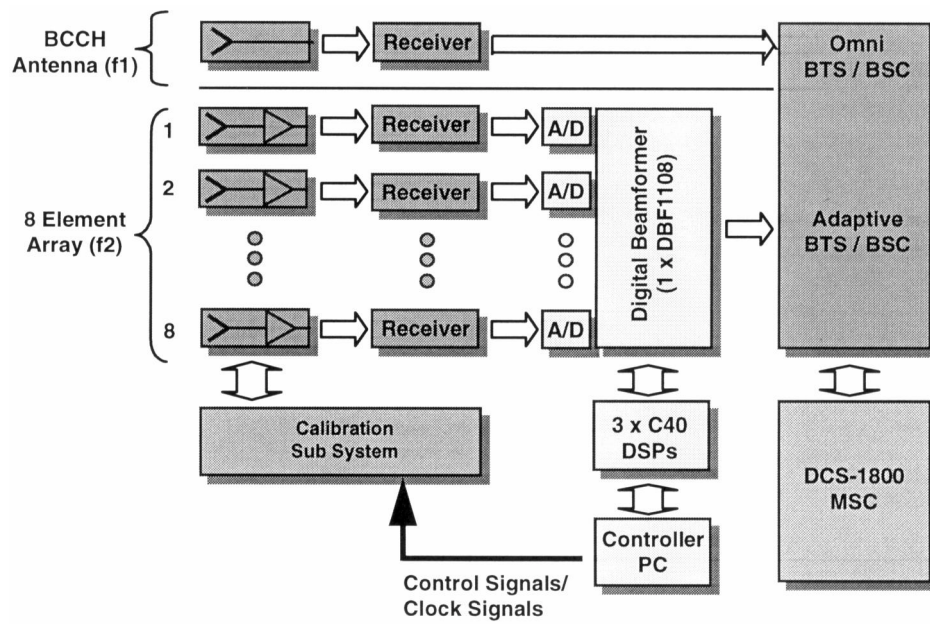 BCCH
Antenna (f1)
Receiver
Omni
BTS / BSC
1
Receiver
A/D
2
Receiver
A/D
8 Element
Array (f2)
Digital Beamformer
(1 x DBF1108)
Adaptive
BTS / BSC
8
Receiver
A/D
Calibration
Sub System
3 x C40
DSPs
DCS-1800
MSC
Controller
PC
Control Signals/
Clock Signals